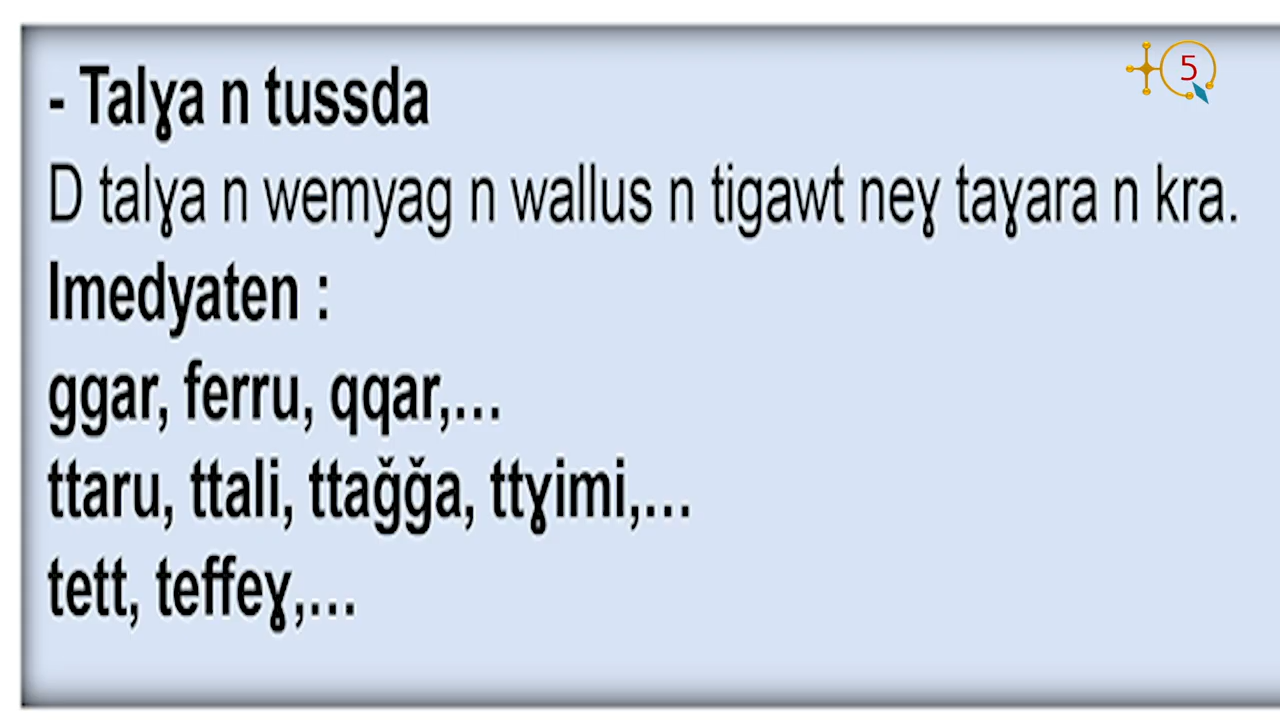 - Talɣa n tussda
D talɣa n wemyag n wallus n tigawt neɣ taɣara n kra.
Imedyaten :
ggar, ferru, qqar,…
ttaru, ttali, ttağğa, ttɣimi,…
tett, teffeɣ,…
5